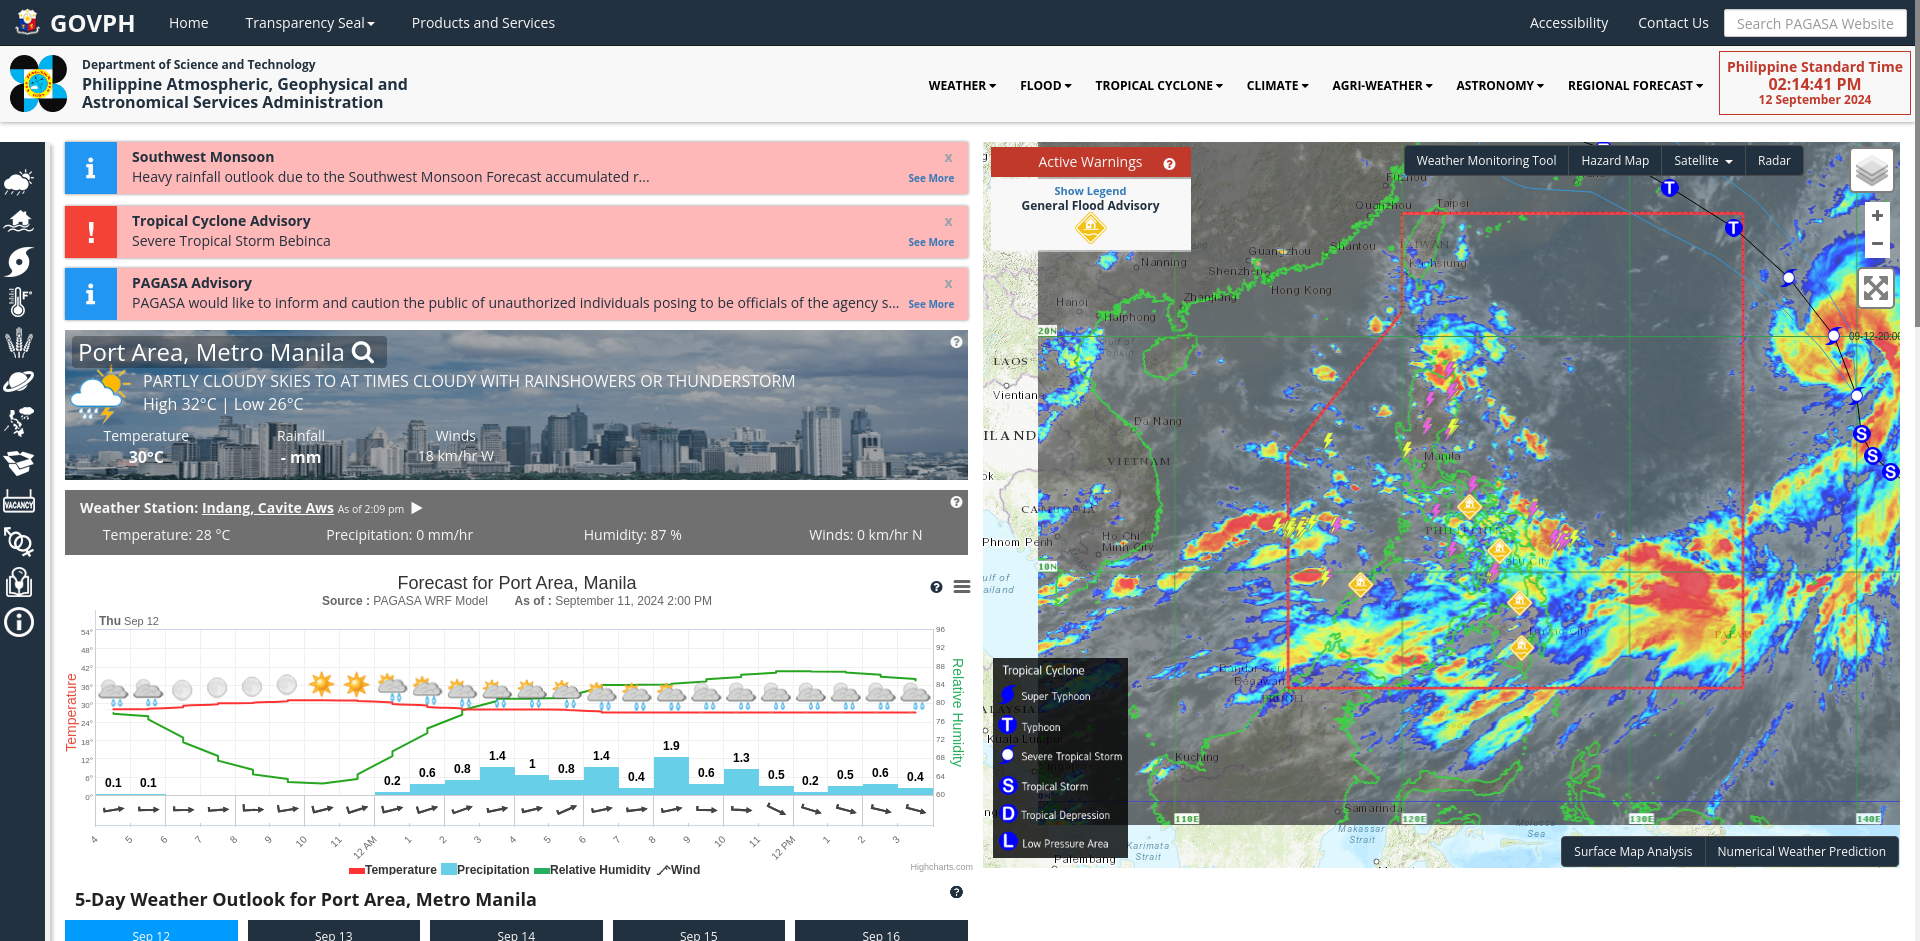 GOVPH Home Transparency Seal Products and Services Accessibility Contact Us Search PAGASA Website
Department of Science and Technology
Philippine Atmospheric, Geophysical and
Astronomical Services Administration
WEATHER FLOOD TROPICAL CYCLONE CLIMATE AGRI-WEATHER ASTRONOMY REGIONAL FORECAST
Philippine Standard Time
02:14:41 PM
12 September 2024
VACANCY
Southwest Monsoon x
Heavy rainfall outlook due to the Southwest Monsoon Forecast accumulated r... See More
Tropical Cyclone Advisory x
Severe Tropical Storm Bebinca See More
PAGASA Advisory x
PAGASA would like to inform and caution the public of unauthorized individuals posing to be officials of the agency s... See More
Port Area, Metro Manila
PARTLY CLOUDY SKIES TO AT TIMES CLOUDY WITH RAINSHOWERS OR THUNDERSTORM
High 32°C | Low 26°C
Temperature Rainfall Winds
30°C - mm 18 km/hr W
Weather Station: Indang, Cavite Aws As of 2:09 pm
Temperature: 28 °C Precipitation: 0 mm/hr Humidity: 87 % Winds: 0 km/hr N
Forecast for Port Area, Manila
Source : PAGASA WRF Model As of : September 11, 2024 2:00 PM
Thu Sep 12
Temperature
54°
48°
42°
36°
30°
24°
18°
12°
6°
0°
96
92
88
84
80
76
72
68
64
60
Relative Humidity
0.1 0.1 0.2 0.6 0.8 1.4 1 0.8 1.4 0.4 1.9 0.6 1.3 0.5 0.2 0.5 0.6 0.4
4 5 6 7 8 9 10 11 12 AM 1 2 3 4 5 6 7 8 9 10 11 12 PM 1 2 3
Temperature Precipitation Relative Humidity Wind
Highcharts.com
5-Day Weather Outlook for Port Area, Metro Manila
Sep 12 Sep 13 Sep 14 Sep 15 Sep 16
Active Warnings
Show Legend
General Flood Advisory
Weather Monitoring Tool Hazard Map Satellite Radar
+
−
Fuzhou
Quanzhou
Taipei
TAIWAN
Kaohsiung
Guangzhou
Shantou
Nanning
Shenzhen
Hong Kong
Zhanjiang
Hanoi
Haiphong
20N
09-12-20:00
LAOS
Vientian
Da Nang
ILAND
VIETNAM
Manila
CAMBODIA
PHILIPPINES
Phnom Penh
Ho Chi
Minh City
10N
Cebu City
Davao City
PALAU
Bandar Seri
Begawan
BRUNEI
Kuching
Samarinda
110E
120E
130E
140E
Makassar
Strait
Molucca
Sea
Karimata
Strait
Palembang
Tropical Cyclone
Super Typhoon
T Typhoon
Severe Tropical Storm
S Tropical Storm
D Tropical Depression
L Low Pressure Area
Surface Map Analysis Numerical Weather Prediction